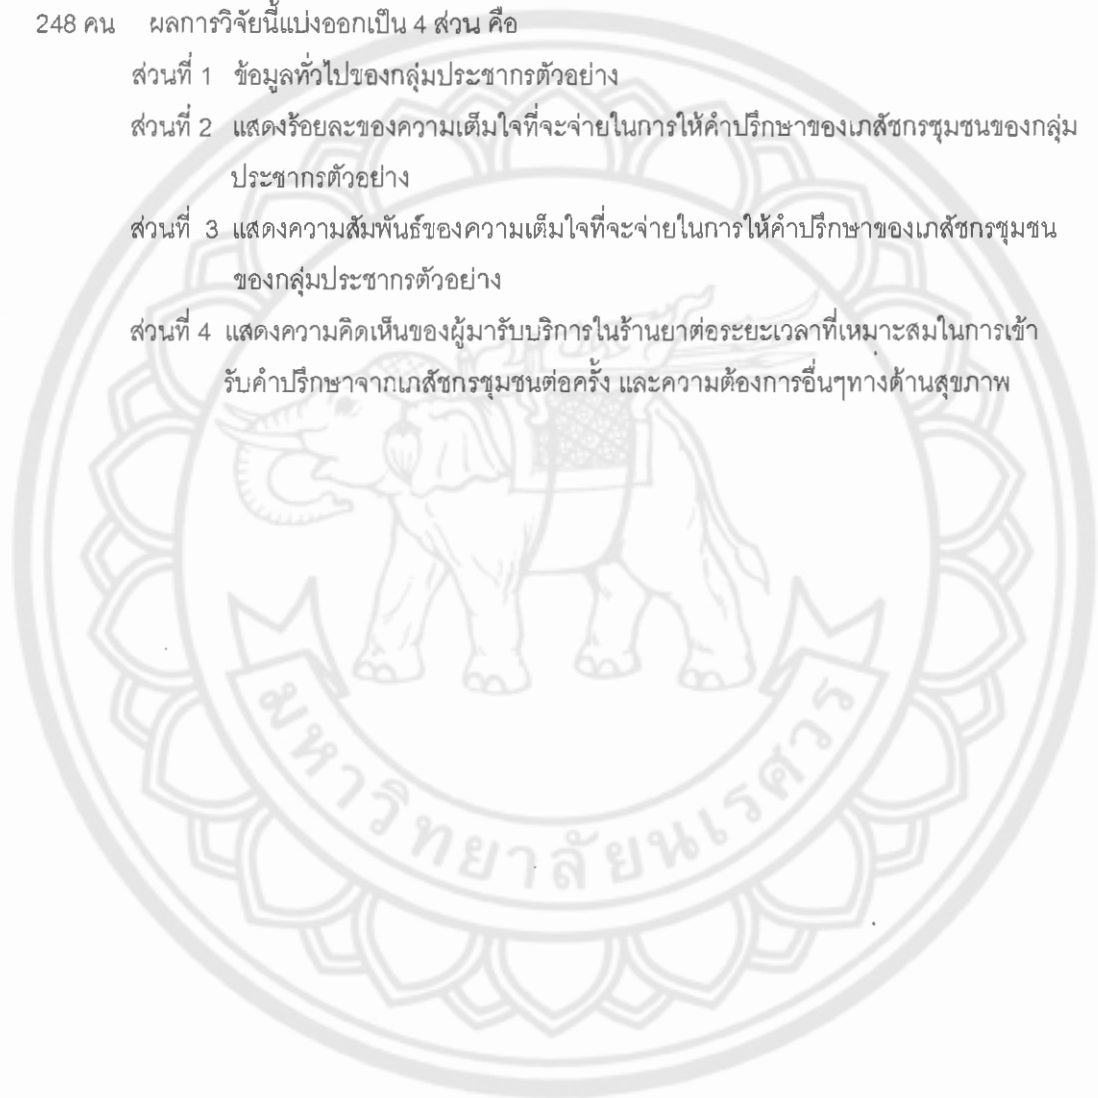 248 คน ผลการวิจัยนี้แบ่งออกเป็น 4 ส่วน คือ
ส่วนที่ 1 ข้อมูลทั่วไปของกลุ่มประชากรตัวอย่าง
ส่วนที่ 2 แสดงร้อยละของความเต็มใจที่จะจ่ายในการให้คำปรึกษาของเภสัชกรชุมชนของกลุ่ม
ประชากรตัวอย่าง
ส่วนที่ 3 แสดงความสัมพันธ์ของความเต็มใจที่จะจ่ายในการให้คำปรึกษาของเภสัชกรชุมชน
ของกลุ่มประชากรตัวอย่าง
ส่วนที่ 4 แสดงความคิดเห็นของผู้มารับบริการในร้านยาต่อระยะเวลาที่เหมาะสมในการเข้า
รับคำปรึกษาจากเภสัชกรชุมชนต่อครั้ง และความต้องการอื่นๆทางด้านสุขภาพ
มหาวิทยาลัยนเรศวร